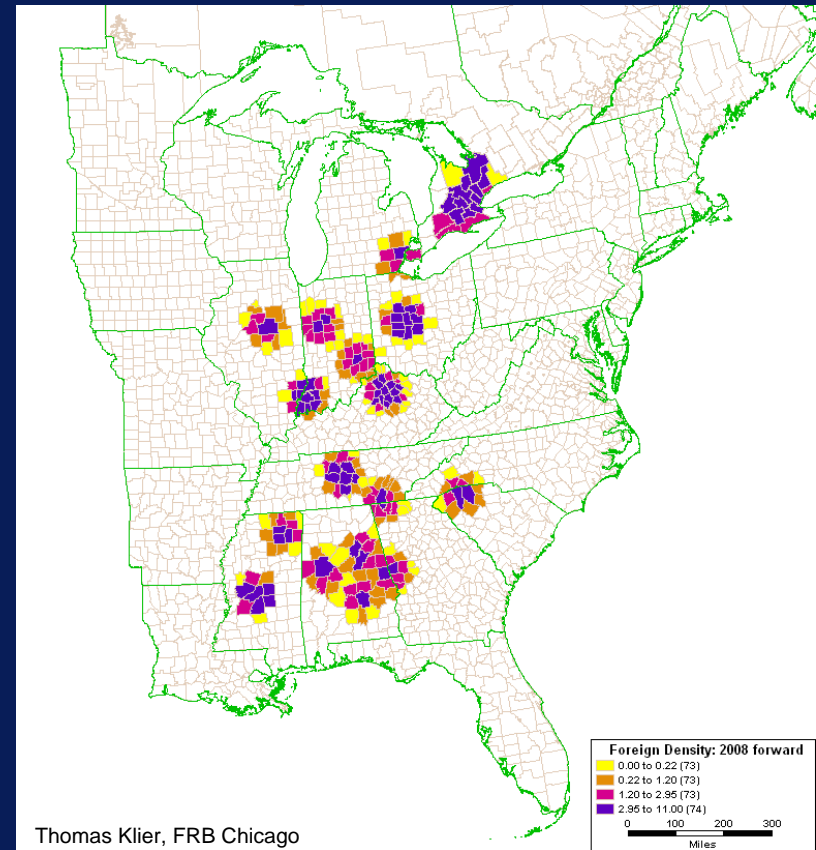 Foreign Density: 2008 forward
0.00 to 0.22 (73)
0.22 to 1.20 (73)
1.20 to 2.95 (73)
2.95 to 11.00 (74)
0 100 200 300
Miles
Thomas Klier, FRB Chicago